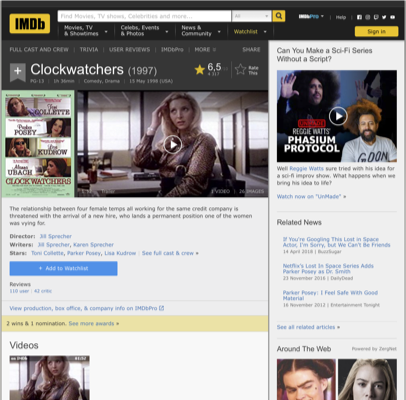 IMDb
Find Movies, TV shows, Celebrities and more...
All
IMDbPro
Help
Movies, TV
& Showtimes
Celebs, Events
& Photos
News &
Community
Watchlist
Sign in
FULL CAST AND CREW | TRIVIA | USER REVIEWS | IMDbPro | MORE
SHARE
Clockwatchers (1997)
PG-13 | 1h 36min | Comedy, Drama | 15 May 1998 (USA)
6,5
Rate
This
Toni
COLLETTE
Parker
POSEY
Lisa
KUDROW
Alanna
UBACH
CLOCKWATCHERS
VIDEO | 26 IMAGES
The relationship between four female temps all working for the same credit company is
threatened with the arrival of a new hire, who lands a permanent position one of the women
was vying for.
Director: Jill Sprecher
Writers: Jill Sprecher, Karen Sprecher
Stars: Toni Collette, Parker Posey, Lisa Kudrow | See full cast & crew »
+ Add to Watchlist
Reviews
110 user | 42 critic
View production, box office, & company info on IMDbPro
2 wins & 1 nomination. See more awards »
Videos
Can You Make a Sci-Fi Series
Without a Script?
REGGIE WATTS'
PHASIUM
PROTOCOL
Well Reggie Watts sure tried with his idea for
a sci-fi improv show. What happens when we
bring his idea to life?
Watch now on "UnMade" »
Related News
If You're Googling This Lost in Space
Actor, I'm Sorry, but We Can't Be Friends
14 April 2018 | BuzzSugar
Netflix's Lost In Space Series Adds
Parker Posey as Dr. Smith
23 November 2016 | DailyDead
Parker Posey: I Feel Safe With Good
Material
16 November 2012 | Entertainment Tonight
See all related articles »
Around The Web
Powered by ZergNet